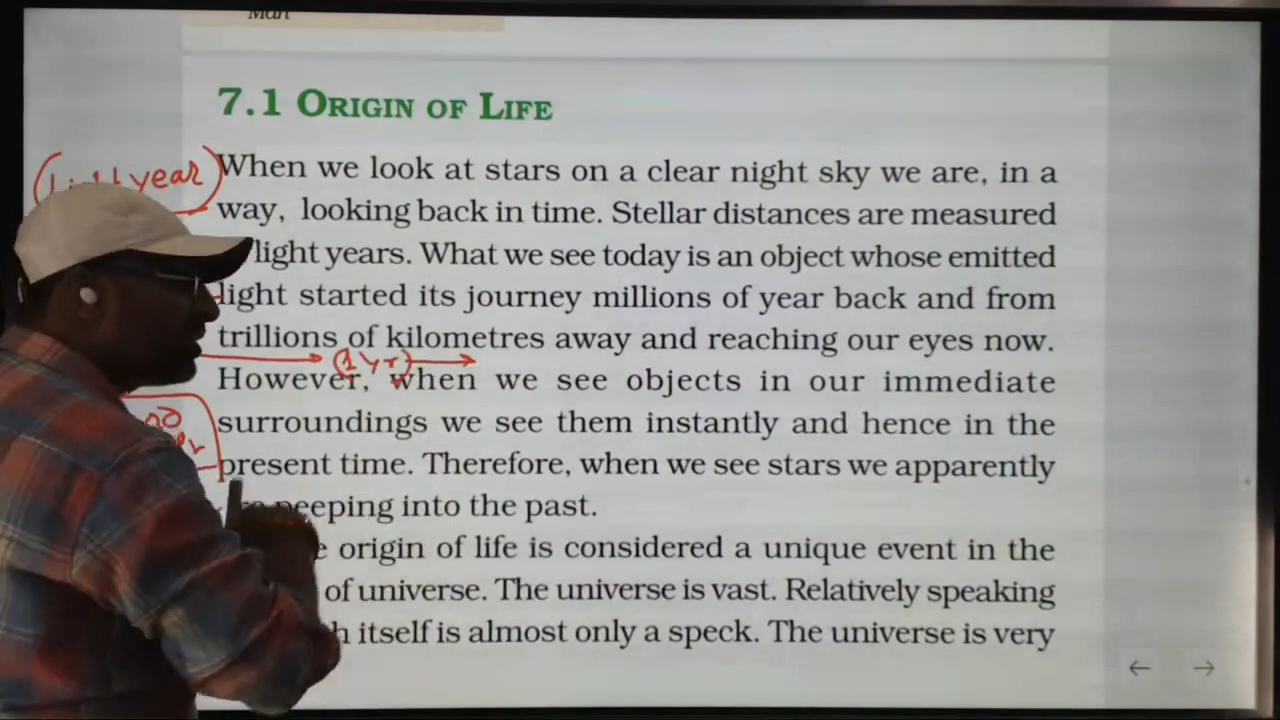 Mart
7.1 ORIGIN OF LIFE
year)
When we look at stars on a clear night sky we are, in a
way, looking back in time. Stellar distances are measured
light years. What we see today is an object whose emitted
light started its journey millions of year back and from
trillions of kilometres away and reaching our eyes now.
(1yr)
However, when we see objects in our immediate
surroundings we see them instantly and hence in the
present time. Therefore, when we see stars we apparently
peeping into the past.
origin of life is considered a unique event in the
of universe. The universe is vast. Relatively speaking
itself is almost only a speck. The universe is very
← →